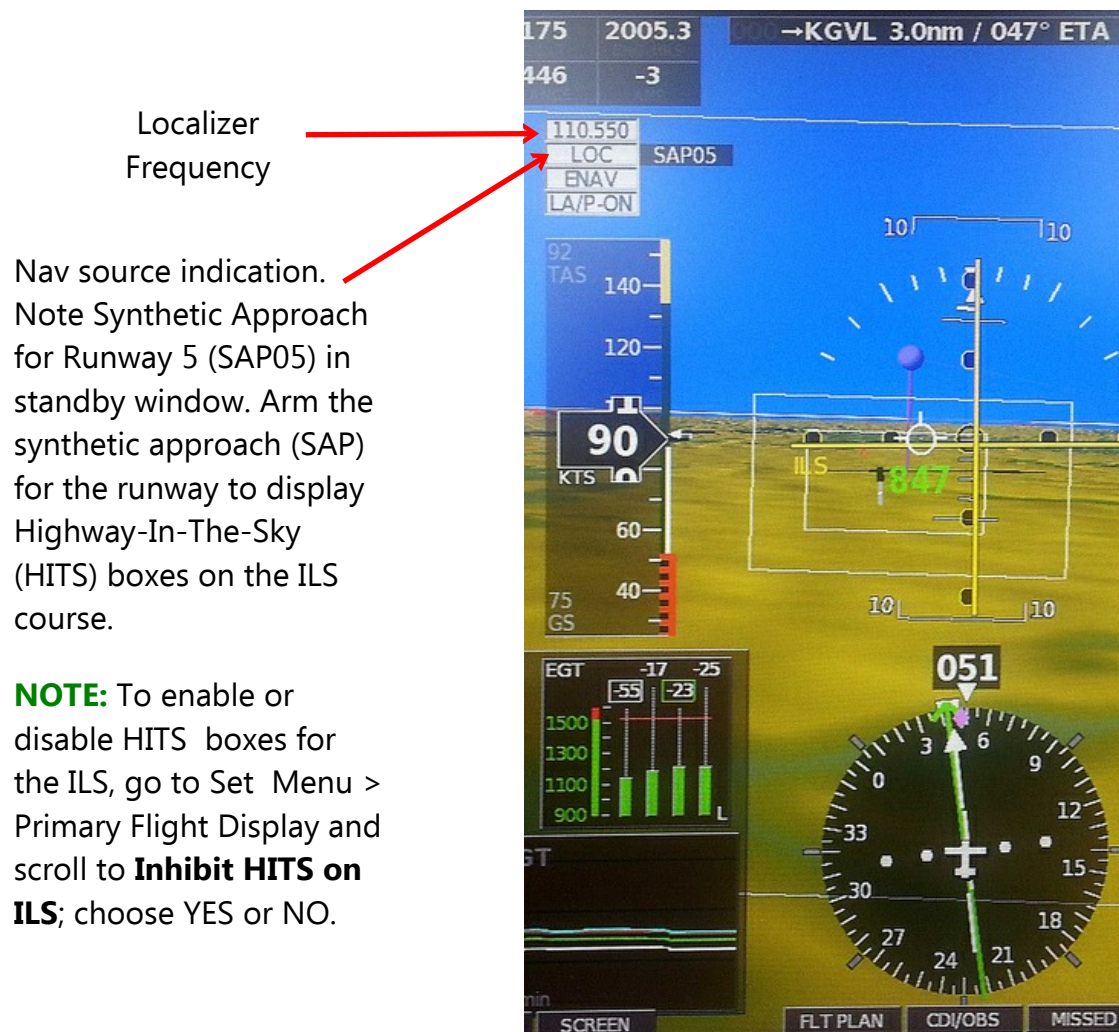 Localizer
Frequency
Nav source indication.
Note Synthetic Approach
for Runway 5 (SAP05) in
standby window. Arm the
synthetic approach (SAP)
for the runway to display
Highway-In-The-Sky
(HITS) boxes on the ILS
course.
NOTE: To enable or
disable HITS boxes for
the ILS, go to Set Menu >
Primary Flight Display and
scroll to Inhibit HITS on
ILS; choose YES or NO.
175 2005.3 →KGVL 3.0nm / 047° ETA
446 -3
110.550
LOC SAP05
ENAV
LA/P-ON
10 10
92
TAS
140
120
90
KTS
ILS
847
60
40
75
GS
10 10
EGT -17 -25
-55 -23
1500
1300
1100
900
L
051
3 6
0 9
33 12
30 15
27 18
24 21
GT
min
SCREEN FLT PLAN CDI/OBS MISSED